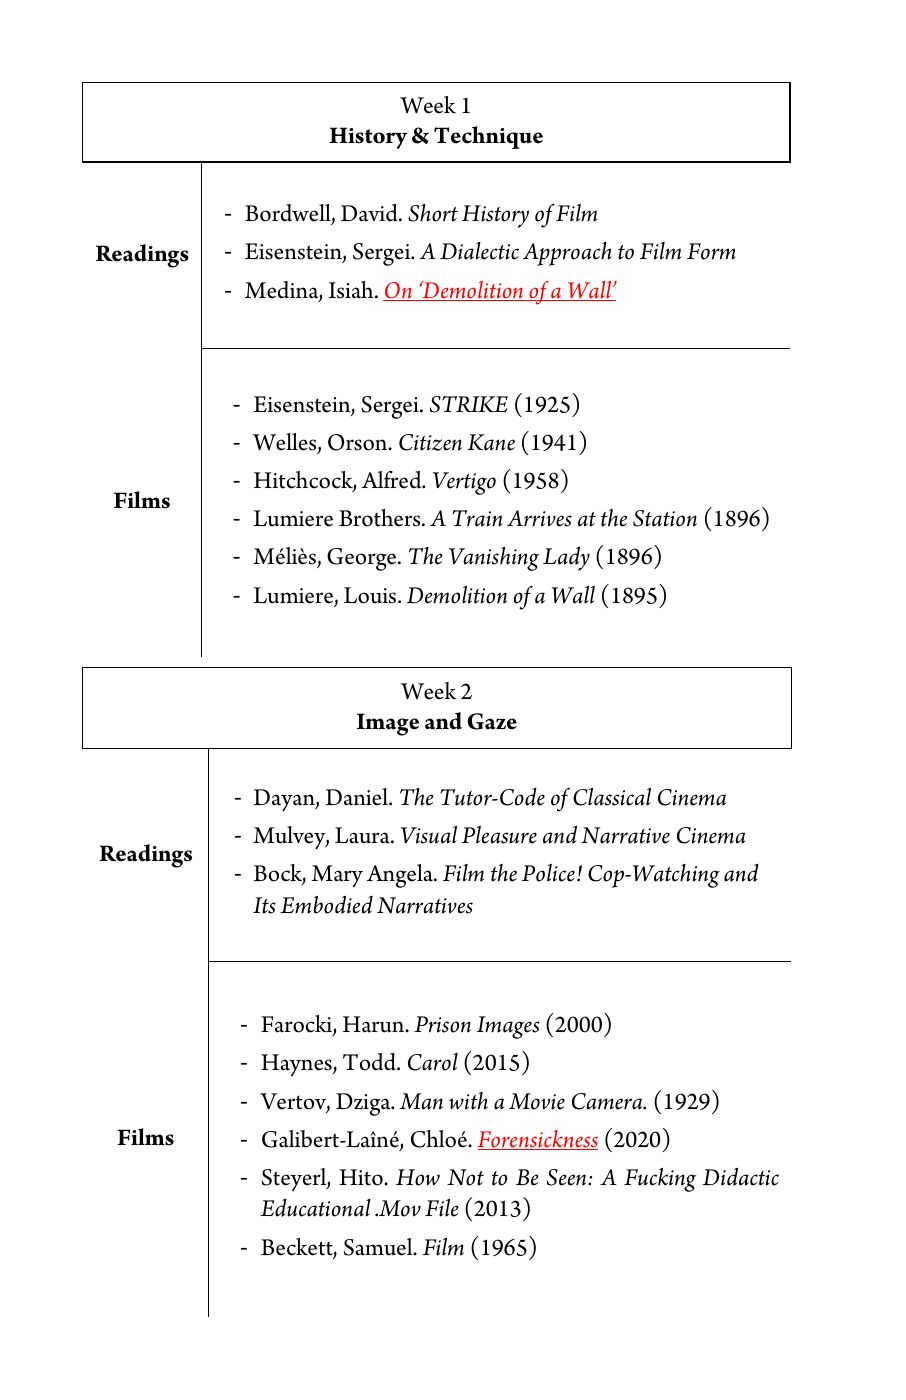 Week 1
History & Technique
Readings
- Bordwell, David. Short History of Film
- Eisenstein, Sergei. A Dialectic Approach to Film Form
- Medina, Isiah. On ‘Demolition of a Wall’
Films
- Eisenstein, Sergei. STRIKE (1925)
- Welles, Orson. Citizen Kane (1941)
- Hitchcock, Alfred. Vertigo (1958)
- Lumiere Brothers. A Train Arrives at the Station (1896)
- Méliès, George. The Vanishing Lady (1896)
- Lumiere, Louis. Demolition of a Wall (1895)
Week 2
Image and Gaze
Readings
- Dayan, Daniel. The Tutor-Code of Classical Cinema
- Mulvey, Laura. Visual Pleasure and Narrative Cinema
- Bock, Mary Angela. Film the Police! Cop-Watching and
Its Embodied Narratives
Films
- Farocki, Harun. Prison Images (2000)
- Haynes, Todd. Carol (2015)
- Vertov, Dziga. Man with a Movie Camera. (1929)
- Galibert-Laîné, Chloé. Forensickness (2020)
- Steyerl, Hito. How Not to Be Seen: A Fucking Didactic
Educational .Mov File (2013)
- Beckett, Samuel. Film (1965)